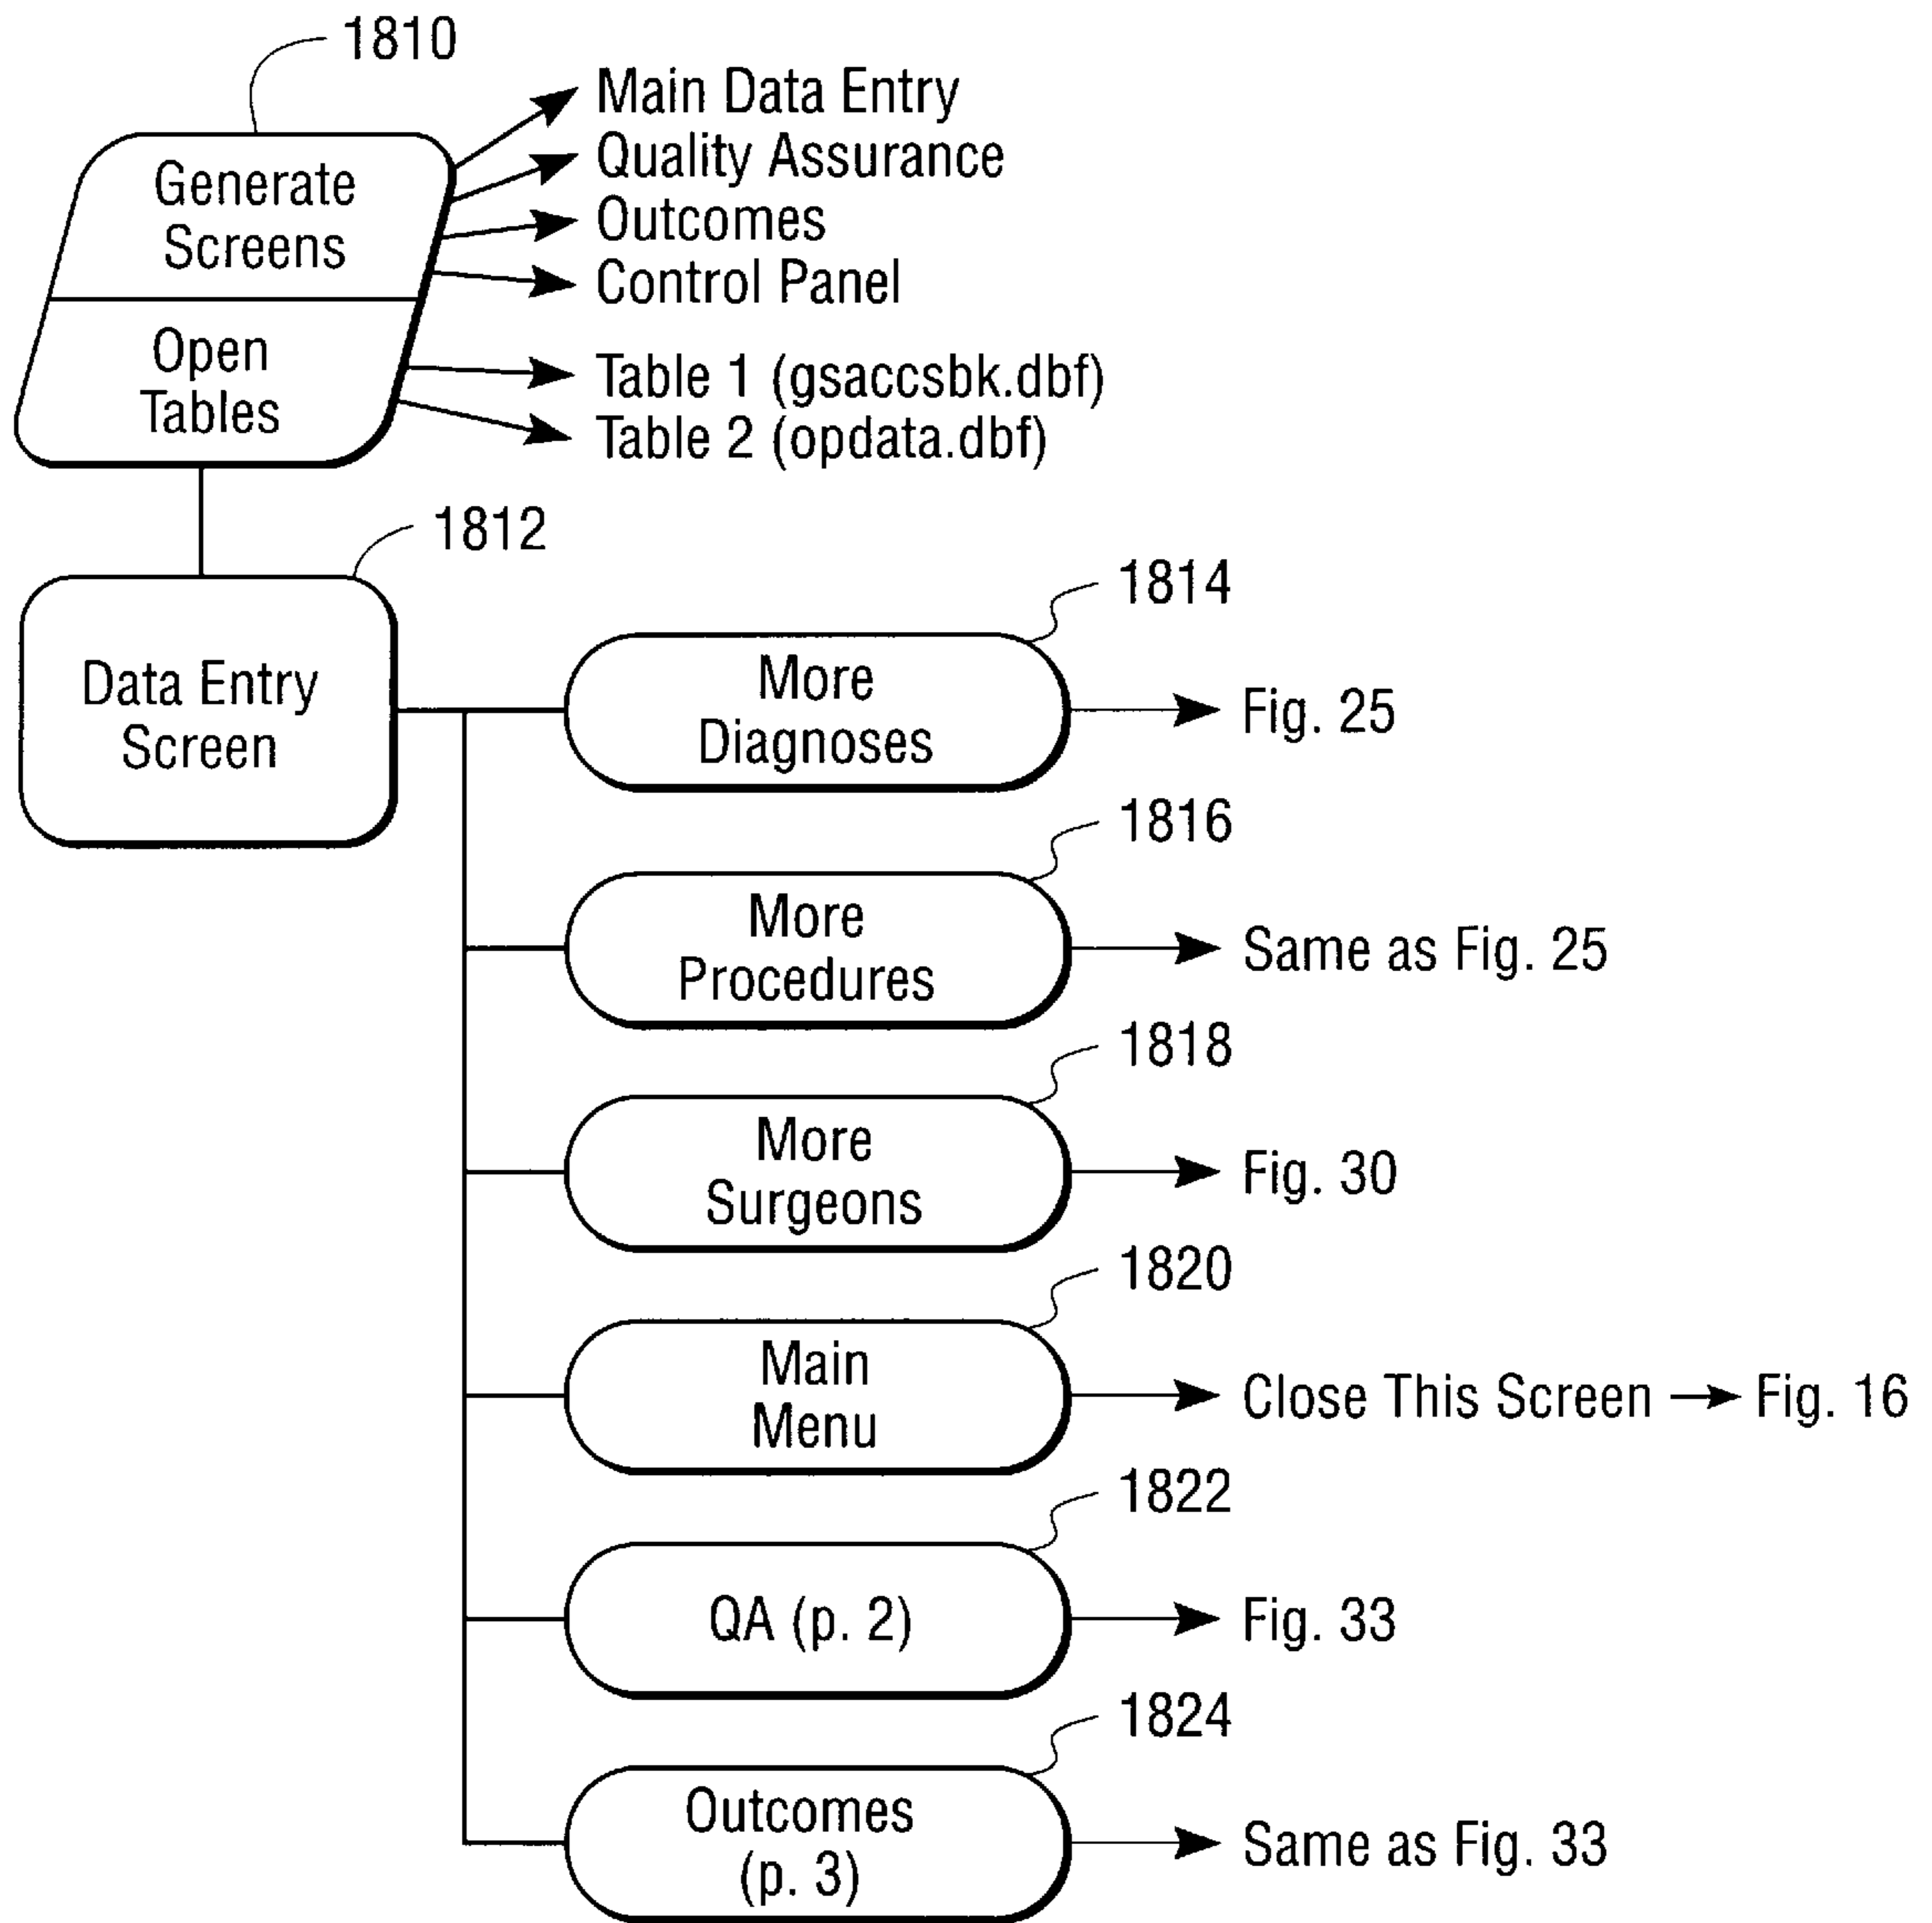 1810
Generate
Screens
Main Data Entry
Quality Assurance
Outcomes
Control Panel
Open
Tables
Table 1 (gsaccsbk.dbf)
Table 2 (opdata.dbf)
1812
Data Entry
Screen
1814
More
Diagnoses
Fig. 25
1816
More
Procedures
Same as Fig. 25
1818
More
Surgeons
Fig. 30
1820
Main
Menu
Close This Screen
Fig. 16
1822
QA (p. 2)
Fig. 33
1824
Outcomes
(p. 3)
Same as Fig. 33